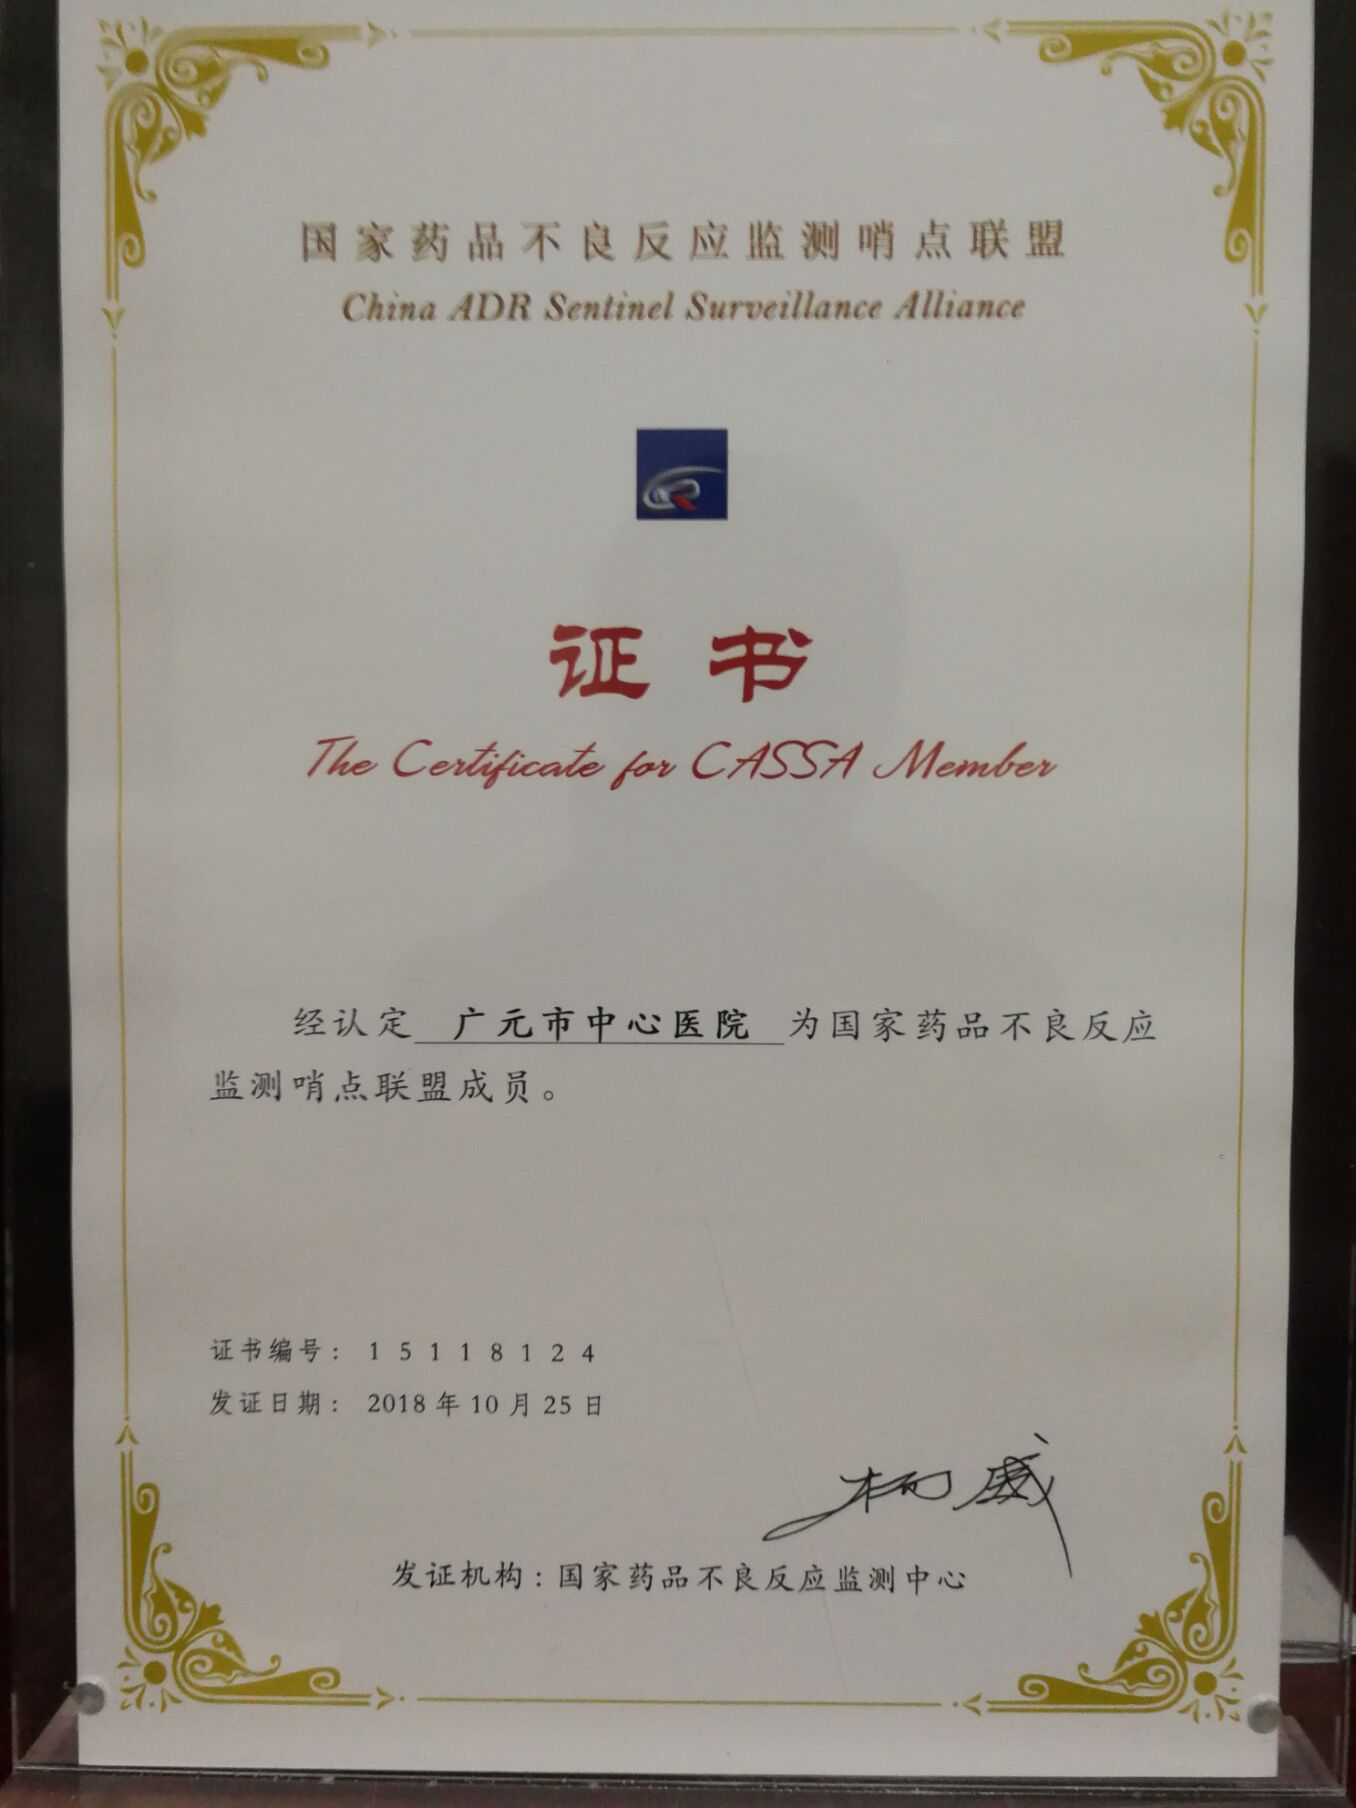 国家药品不良反应监测哨点联盟
China ADR Sentinel Surveillance Alliance
证书
The Certificate for CASSA Member
经认定 广元市中心医院 为国家药品不良反应
监测哨点联盟成员。
证书编号：15118124
发证日期：2018年10月25日
发证机构：国家药品不良反应监测中心